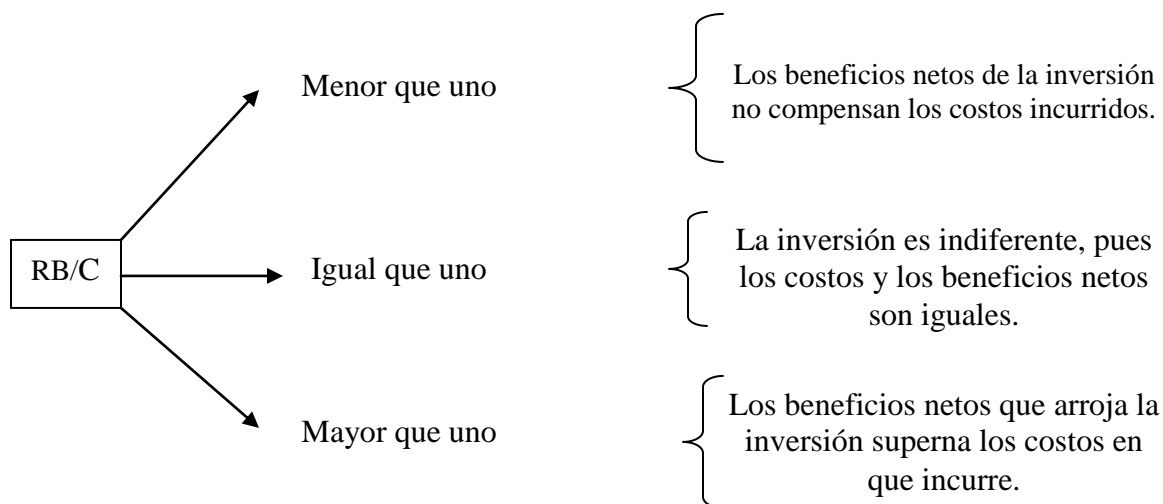 Menor que uno
Los beneficios netos de la inversión
no compensan los costos incurridos.
RB/C
Igual que uno
La inversión es indiferente, pues
los costos y los beneficios netos
son iguales.
Mayor que uno
Los beneficios netos que arroja la
inversión superna los costos en
que incurre.